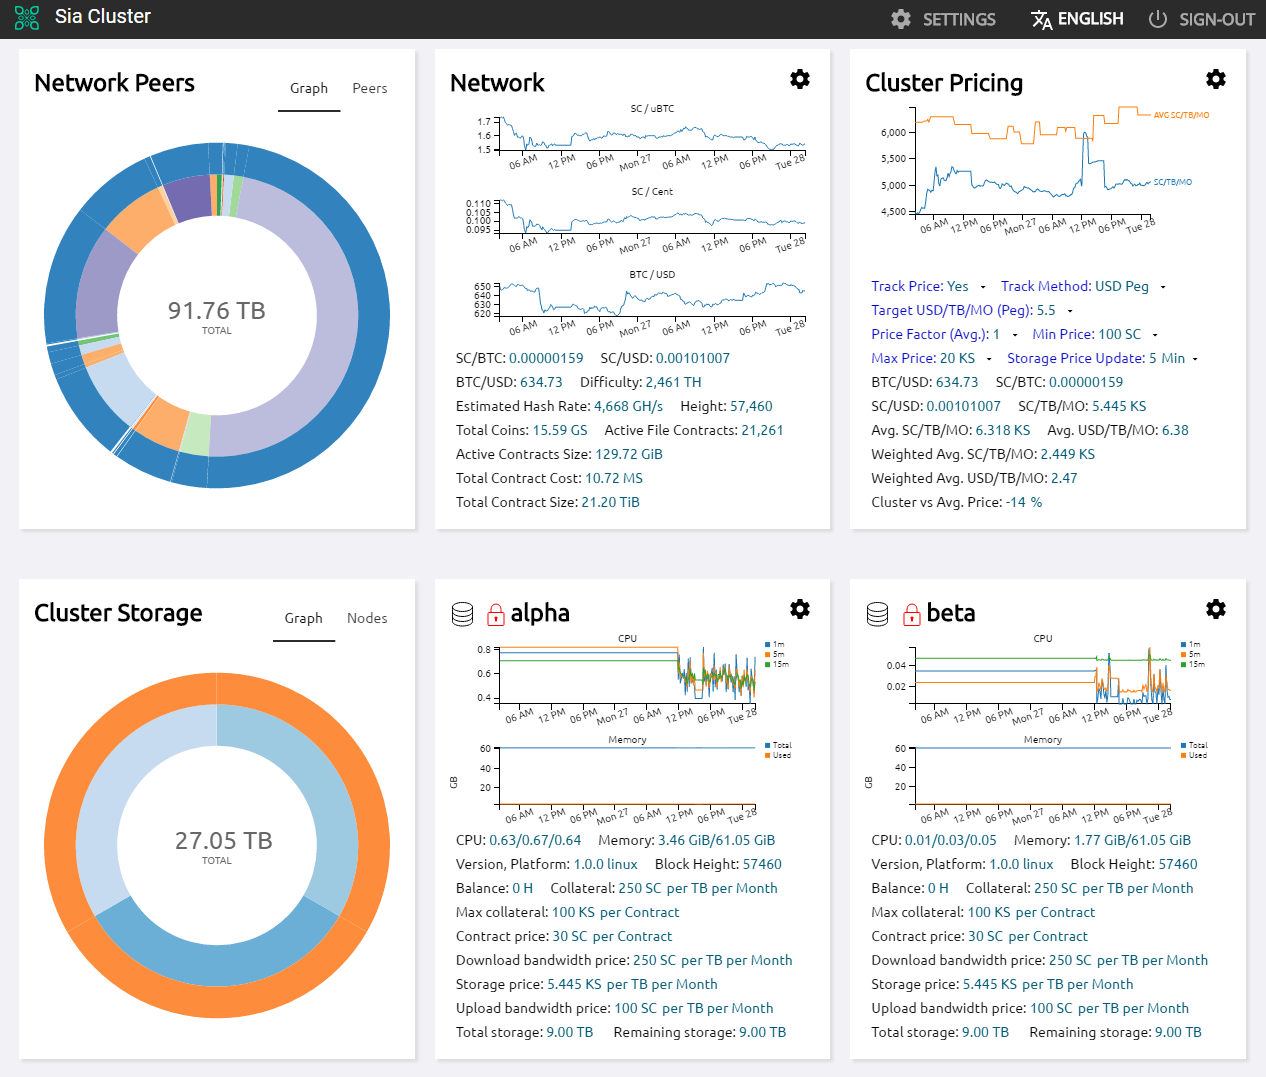 Sia Cluster
SETTINGS
ENGLISH
SIGN-OUT
Network Peers
Graph
Peers
91.76 TB
TOTAL
Network
SC / uBTC
1.7
1.6
1.5
06 AM 12 PM 06 PM Mon 27 06 AM 12 PM 06 PM Tue 28
SC / Cent
0.110
0.105
0.100
0.095
06 AM 12 PM 06 PM Mon 27 06 AM 12 PM 06 PM Tue 28
BTC / USD
650
640
630
620
06 AM 12 PM 06 PM Mon 27 06 AM 12 PM 06 PM Tue 28
SC/BTC: 0.00000159 SC/USD: 0.00101007
BTC/USD: 634.73 Difficulty: 2,461 TH
Estimated Hash Rate: 4,668 GH/s Height: 57,460
Total Coins: 15.59 GS Active File Contracts: 21,261
Active Contracts Size: 129.72 GiB
Total Contract Cost: 10.72 MS
Total Contract Size: 21.20 TiB
Cluster Pricing
AVG SC/TB/MO
6,000
5,500
5,000
SC/TB/MO
4,500
06 AM 12 PM 06 PM Mon 27 06 AM 12 PM 06 PM Tue 28
Track Price: Yes Track Method: USD Peg
Target USD/TB/MO (Peg): 5.5
Price Factor (Avg.): 1 Min Price: 100 SC
Max Price: 20 KS Storage Price Update: 5 Min
BTC/USD: 634.73 SC/BTC: 0.00000159
SC/USD: 0.00101007 SC/TB/MO: 5.445 KS
Avg. SC/TB/MO: 6.318 KS Avg. USD/TB/MO: 6.38
Weighted Avg. SC/TB/MO: 2.449 KS
Weighted Avg. USD/TB/MO: 2.47
Cluster vs Avg. Price: -14 %
Cluster Storage
Graph
Nodes
27.05 TB
TOTAL
alpha
CPU
0.8
0.6
0.4
1m
5m
15m
06 AM 12 PM 06 PM Mon 27 06 AM 12 PM 06 PM Tue 28
Memory
60
40
20
GB
Total
Used
06 AM 12 PM 06 PM Mon 27 06 AM 12 PM 06 PM Tue 28
CPU: 0.63/0.67/0.64 Memory: 3.46 GiB/61.05 GiB
Version, Platform: 1.0.0 linux Block Height: 57460
Balance: 0 H Collateral: 250 SC per TB per Month
Max collateral: 100 KS per Contract
Contract price: 30 SC per Contract
Download bandwidth price: 250 SC per TB per Month
Storage price: 5.445 KS per TB per Month
Upload bandwidth price: 100 SC per TB per Month
Total storage: 9.00 TB Remaining storage: 9.00 TB
beta
CPU
0.04
0.02
1m
5m
15m
06 AM 12 PM 06 PM Mon 27 06 AM 12 PM 06 PM Tue 28
Memory
60
40
20
GB
Total
Used
06 AM 12 PM 06 PM Mon 27 06 AM 12 PM 06 PM Tue 28
CPU: 0.01/0.03/0.05 Memory: 1.77 GiB/61.05 GiB
Version, Platform: 1.0.0 linux Block Height: 57460
Balance: 0 H Collateral: 250 SC per TB per Month
Max collateral: 100 KS per Contract
Contract price: 30 SC per Contract
Download bandwidth price: 250 SC per TB per Month
Storage price: 5.445 KS per TB per Month
Upload bandwidth price: 100 SC per TB per Month
Total storage: 9.00 TB Remaining storage: 9.00 TB